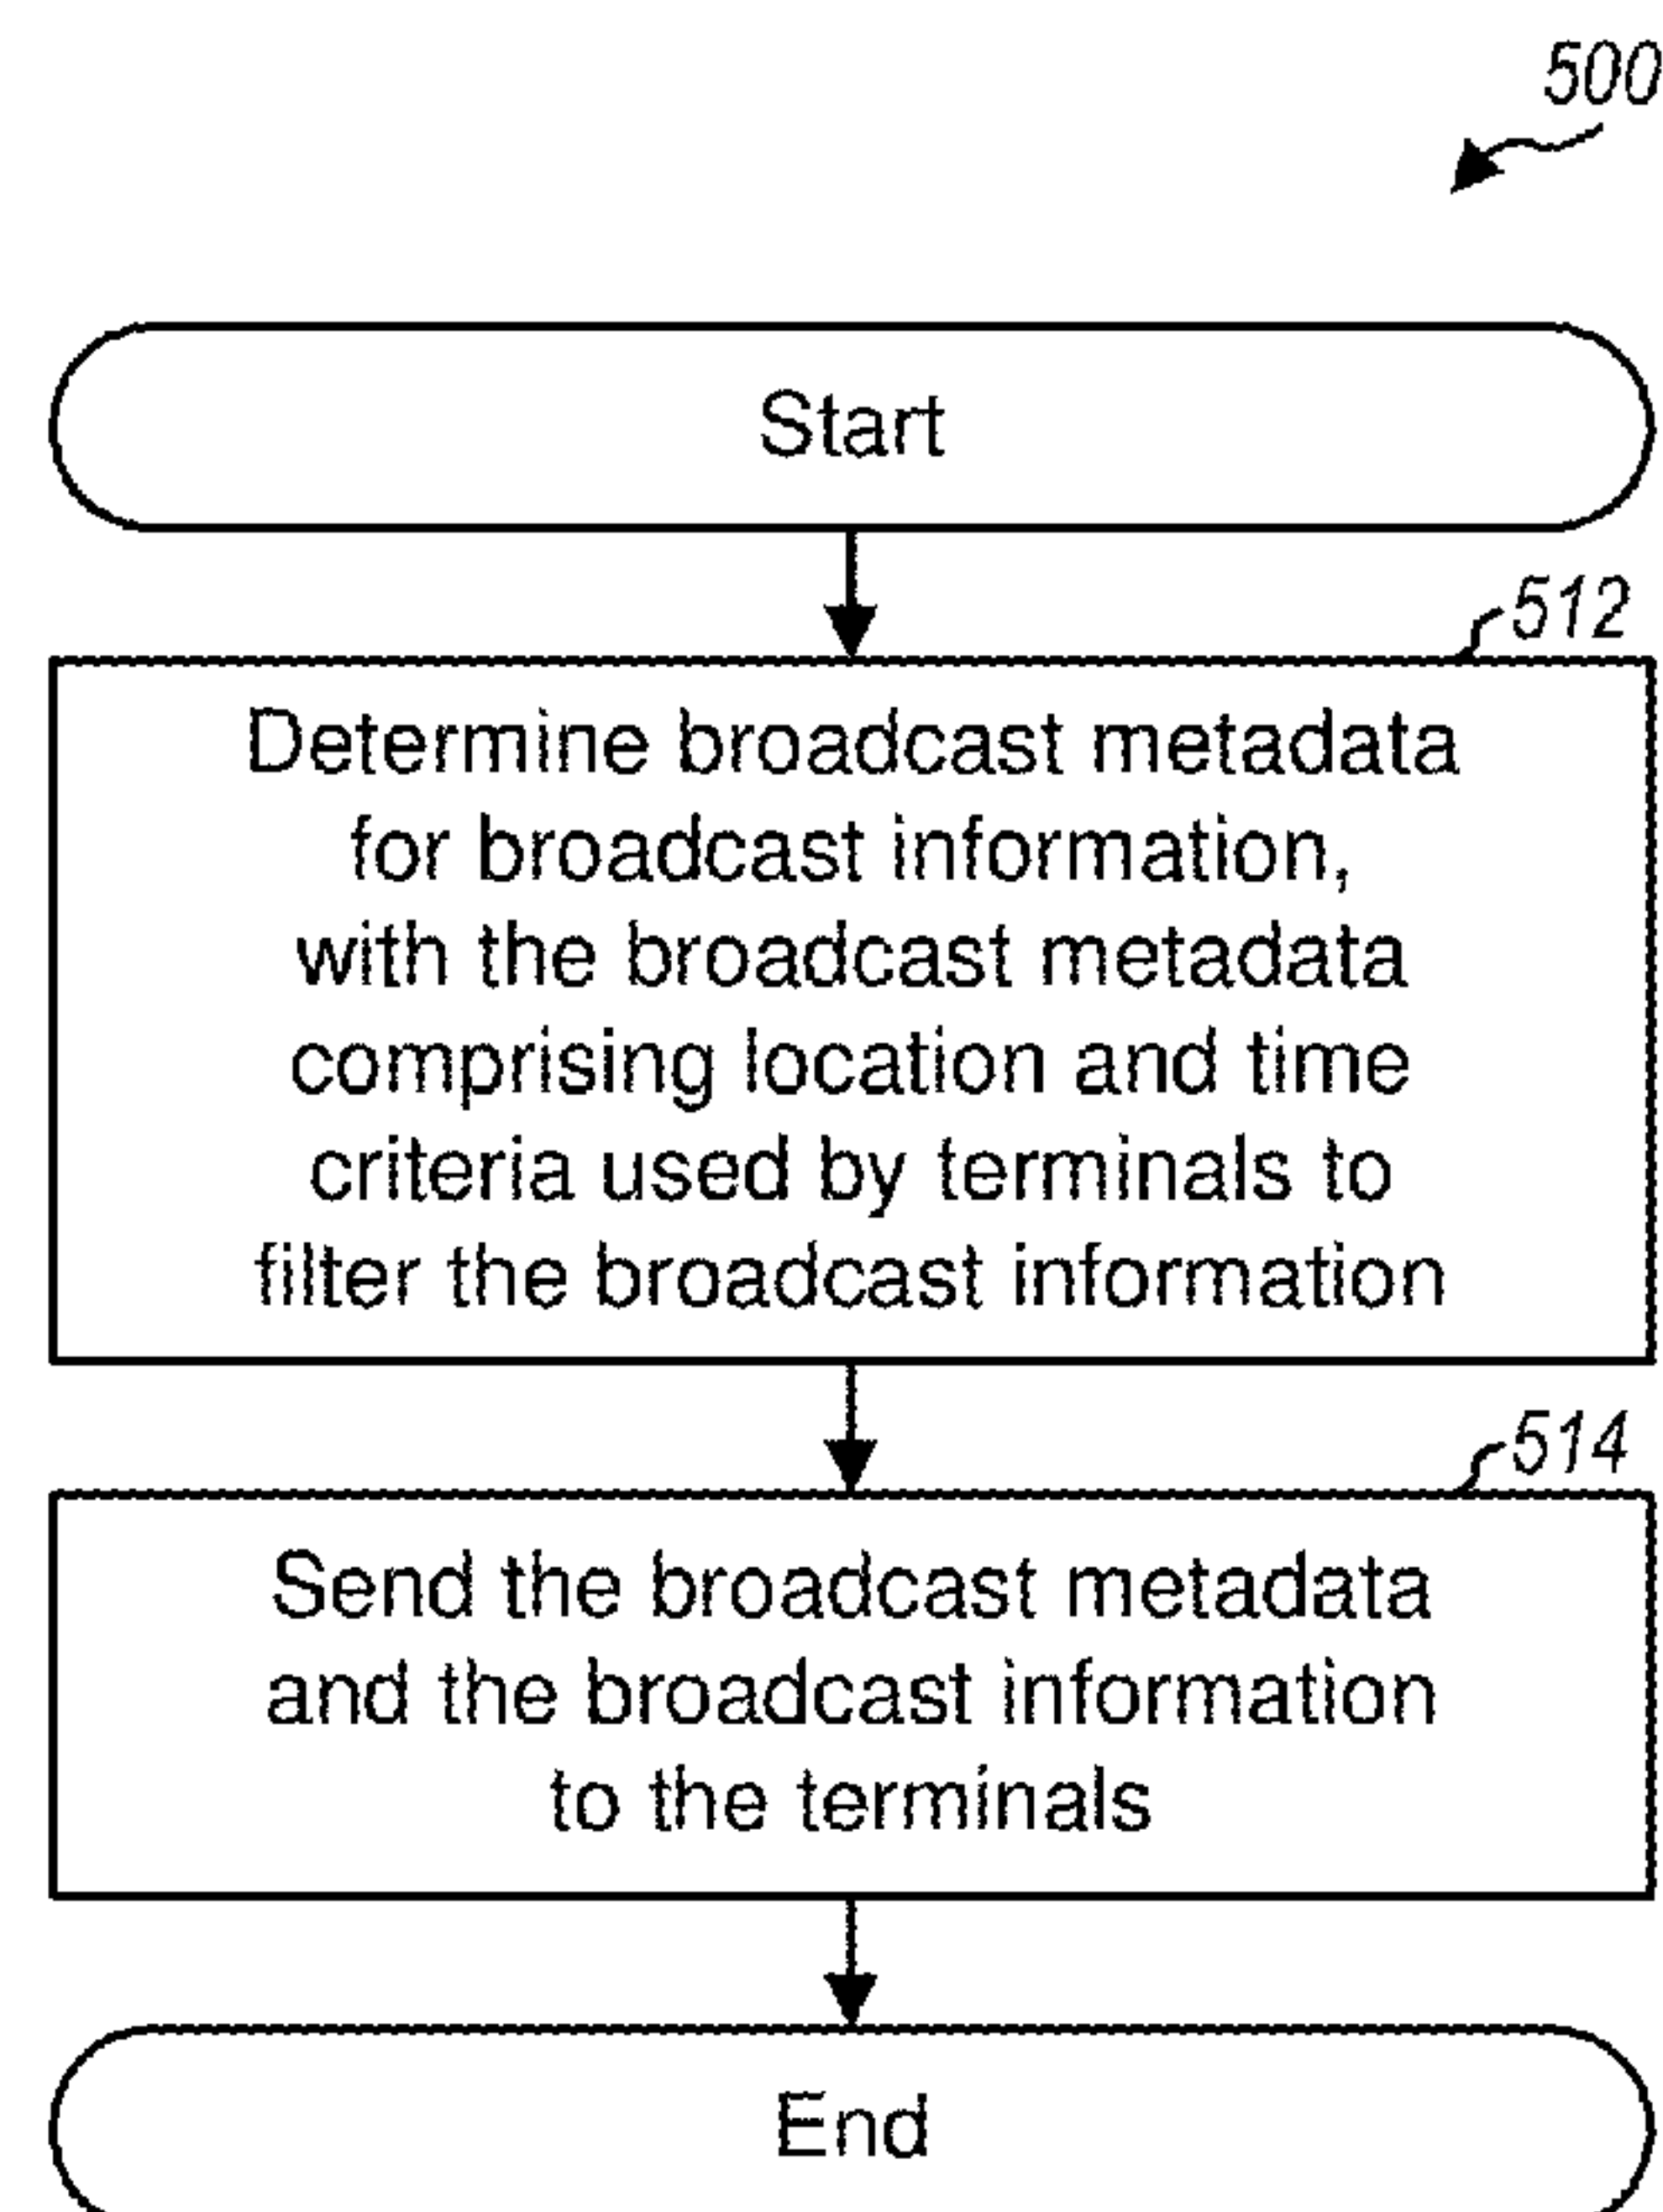 500
Start
512
Determine broadcast metadata
for broadcast information,
with the broadcast metadata
comprising location and time
criteria used by terminals to
filter the broadcast information
514
Send the broadcast metadata
and the broadcast information
to the terminals
End